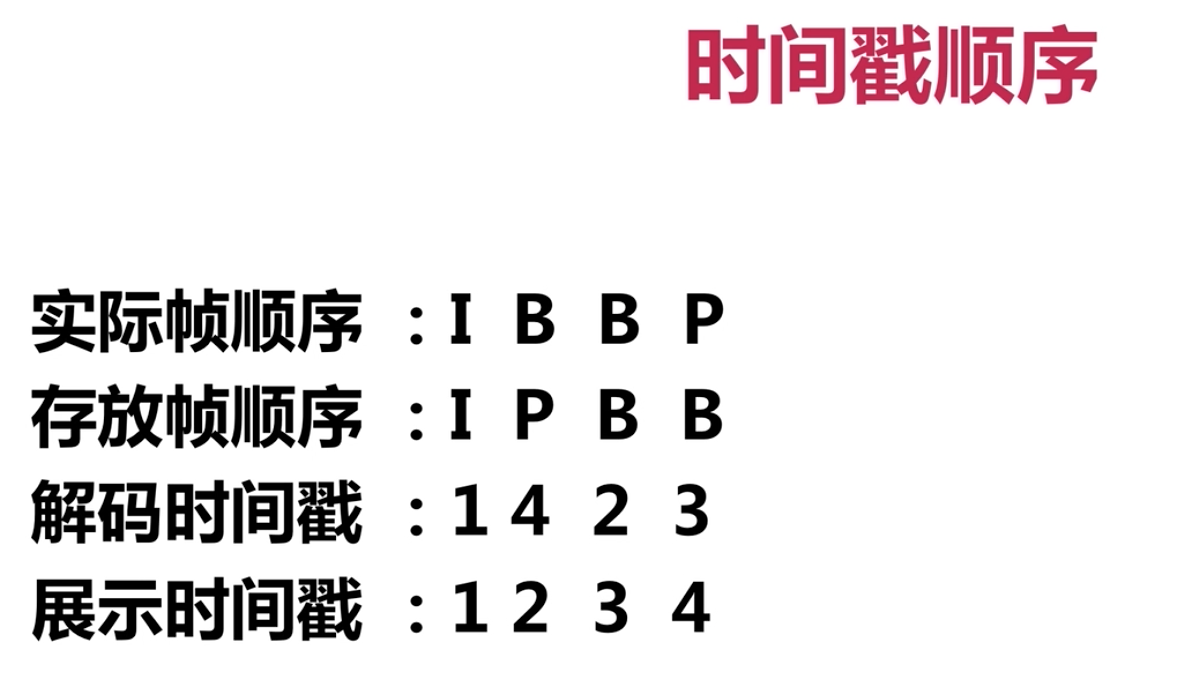 时间戳顺序
实际帧顺序 :I B B P
存放帧顺序 :I P B B
解码时间戳 :1 4 2 3
展示时间戳 :1 2 3 4